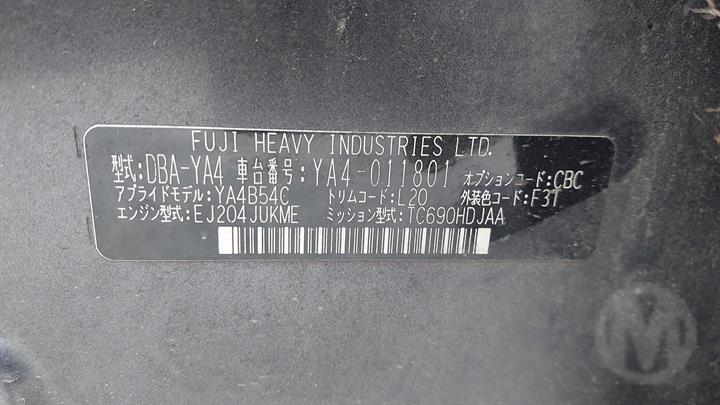 FUJI HEAVY INDUSTRIES LTD.
型式:DBA-YA4 車台番号:YA4-011801 オプションコード:CBC
アプライドモデル:YA4B54C トリムコード:L20 外装色コード:F3T
エンジン型式:EJ204JUKME ミッション型式:TC690HDJAA
M